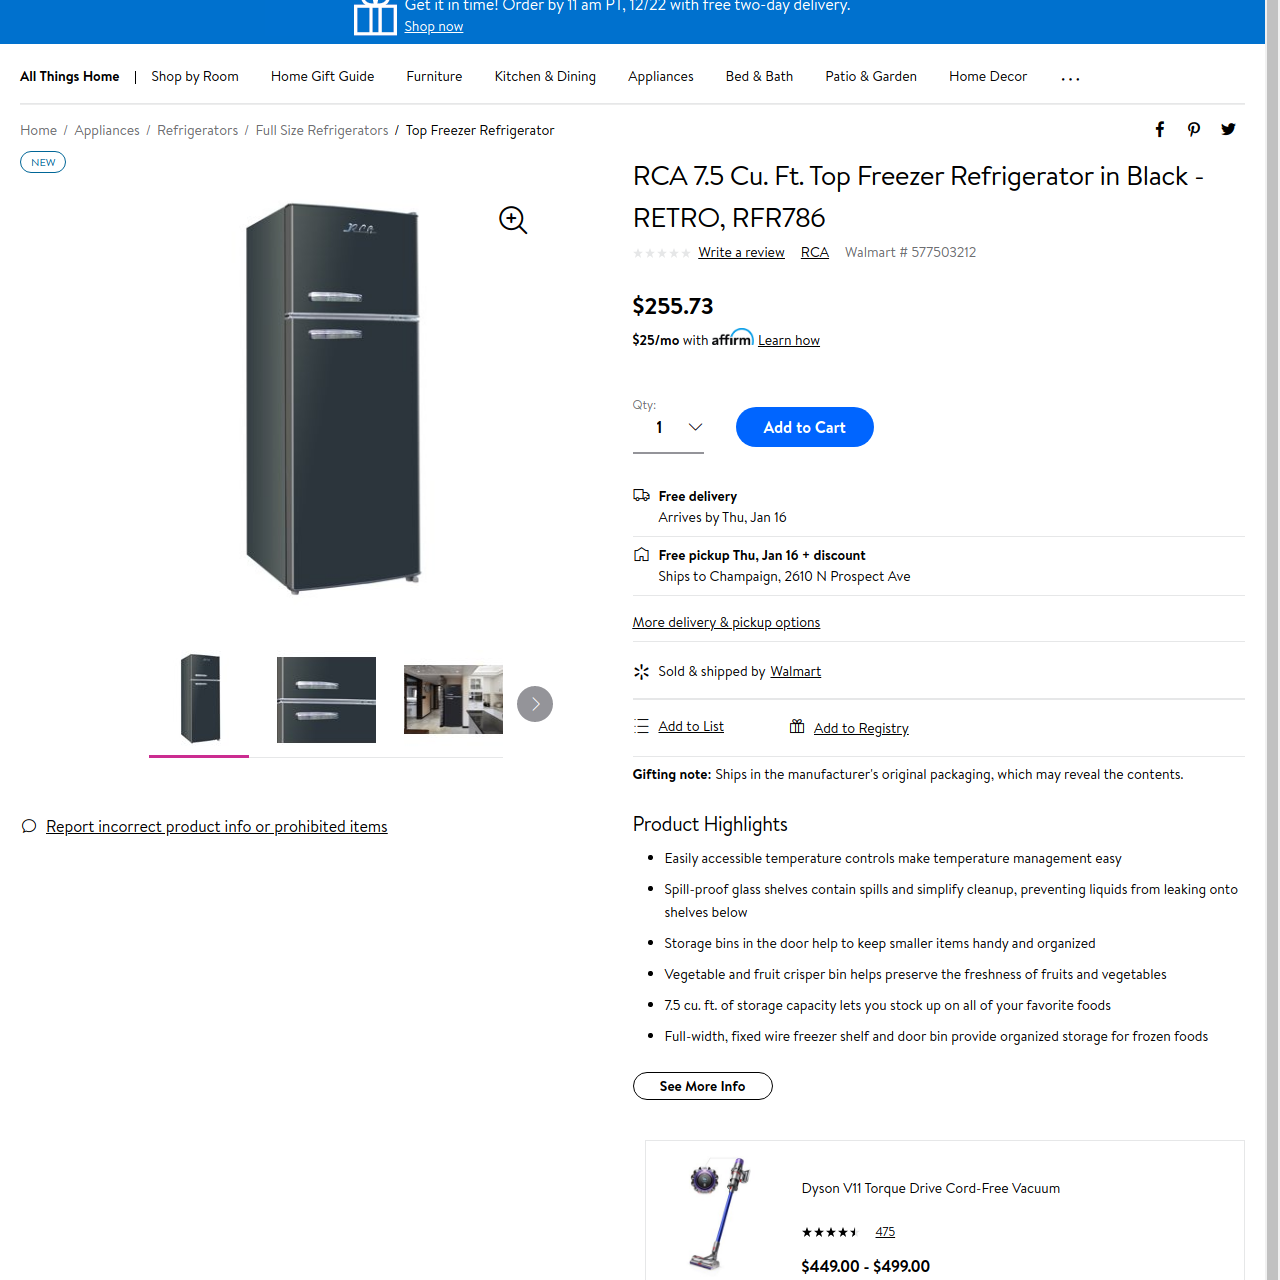 Get it in time! Order by 11 am PT, 12/22 with free two-day delivery.
Shop now
All Things Home | Shop by Room Home Gift Guide Furniture Kitchen & Dining Appliances Bed & Bath Patio & Garden Home Decor ...
Home / Appliances / Refrigerators / Full Size Refrigerators / Top Freezer Refrigerator
NEW
RCA
RCA 7.5 Cu. Ft. Top Freezer Refrigerator in Black -
RETRO, RFR786
Write a review RCA Walmart # 577503212
$255.73
$25/mo with affirm Learn how
Qty:
1
Add to Cart
Free delivery
Arrives by Thu, Jan 16
Free pickup Thu, Jan 16 + discount
Ships to Champaign, 2610 N Prospect Ave
More delivery & pickup options
Sold & shipped by Walmart
Add to List Add to Registry
Gifting note: Ships in the manufacturer's original packaging, which may reveal the contents.
Report incorrect product info or prohibited items
Product Highlights
Easily accessible temperature controls make temperature management easy
Spill-proof glass shelves contain spills and simplify cleanup, preventing liquids from leaking onto
shelves below
Storage bins in the door help to keep smaller items handy and organized
Vegetable and fruit crisper bin helps preserve the freshness of fruits and vegetables
7.5 cu. ft. of storage capacity lets you stock up on all of your favorite foods
Full-width, fixed wire freezer shelf and door bin provide organized storage for frozen foods
See More Info
Dyson V11 Torque Drive Cord-Free Vacuum
475
$449.00 - $499.00